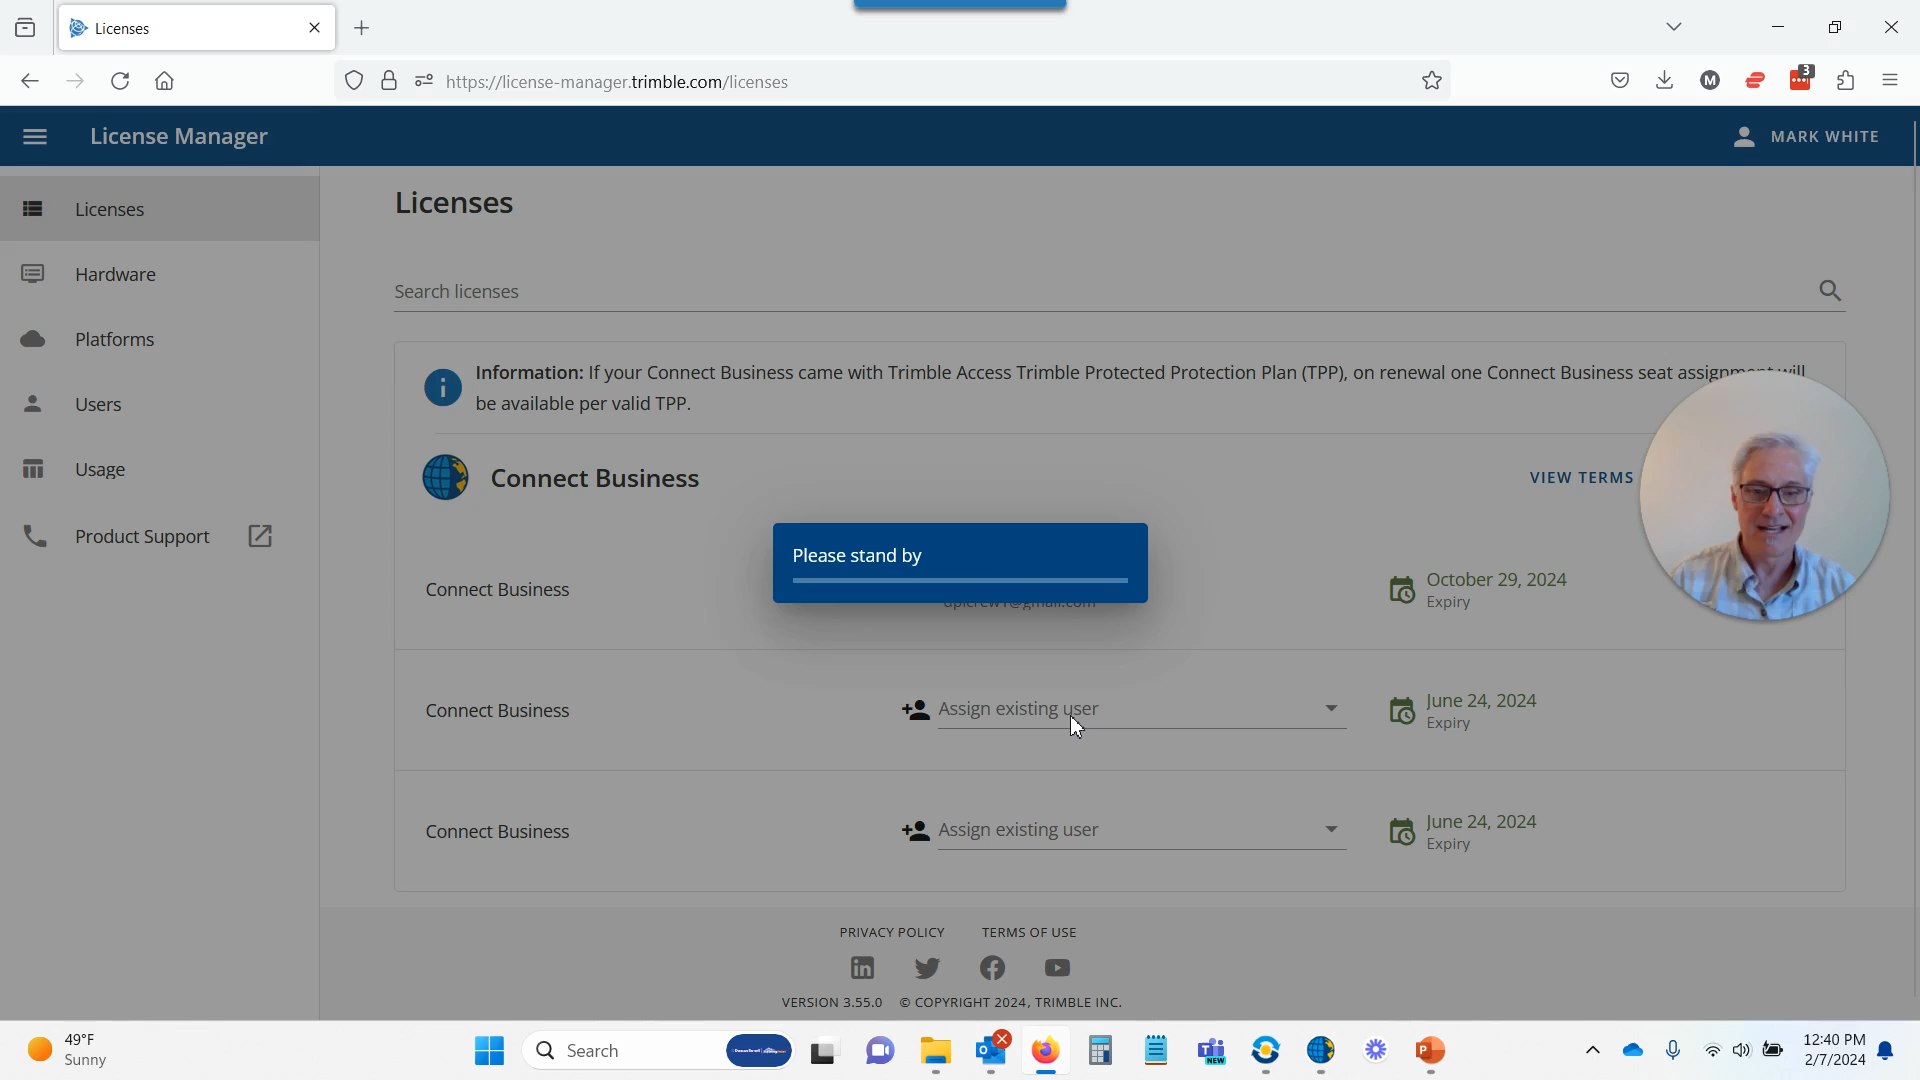 Licenses
https://license-manager.trimble.com/licenses
M
3
License Manager
MARK WHITE
Licenses
Hardware
Platforms
Users
Usage
Product Support
Licenses
Search licenses
Information: If your Connect Business came with Trimble Access Trimble Protected Protection Plan (TPP), on renewal one Connect Business seat assignment will
be available per valid TPP.
Connect Business
VIEW TERMS
Please stand by
Connect Business
October 29, 2024
Expiry
Connect Business
Assign existing user
June 24, 2024
Expiry
Connect Business
Assign existing user
June 24, 2024
Expiry
PRIVACY POLICY TERMS OF USE
VERSION 3.55.0 © COPYRIGHT 2024, TRIMBLE INC.
49°F
Sunny
Search
NEW
12:40 PM
2/7/2024